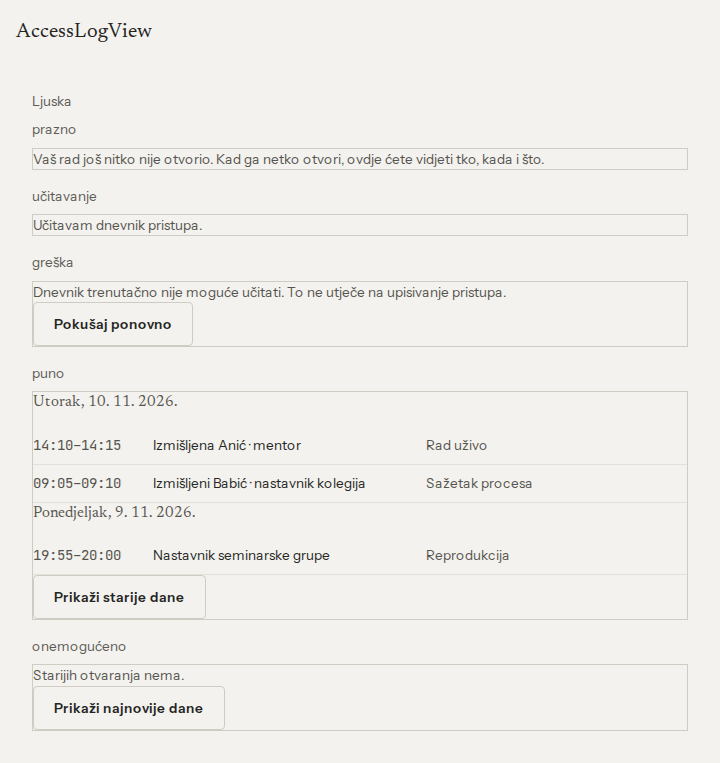 AccessLogView
Ljuska
prazno
Vaš rad još nitko nije otvorio. Kad ga netko otvori, ovdje ćete vidjeti tko, kada i što.
učitavanje
Učitavam dnevnik pristupa.
greška
Dnevnik trenutačno nije moguće učitati. To ne utječe na upisivanje pristupa.
Pokušaj ponovno
puno
Utorak, 10. 11. 2026.
14:10–14:15 Izmišljena Anić · mentor Rad uživo
09:05–09:10 Izmišljeni Babić · nastavnik kolegija Sažetak procesa
Ponedjeljak, 9. 11. 2026.
19:55–20:00 Nastavnik seminarske grupe Reprodukcija
Prikaži starije dane
onemogućeno
Starijih otvaranja nema.
Prikaži najnovije dane